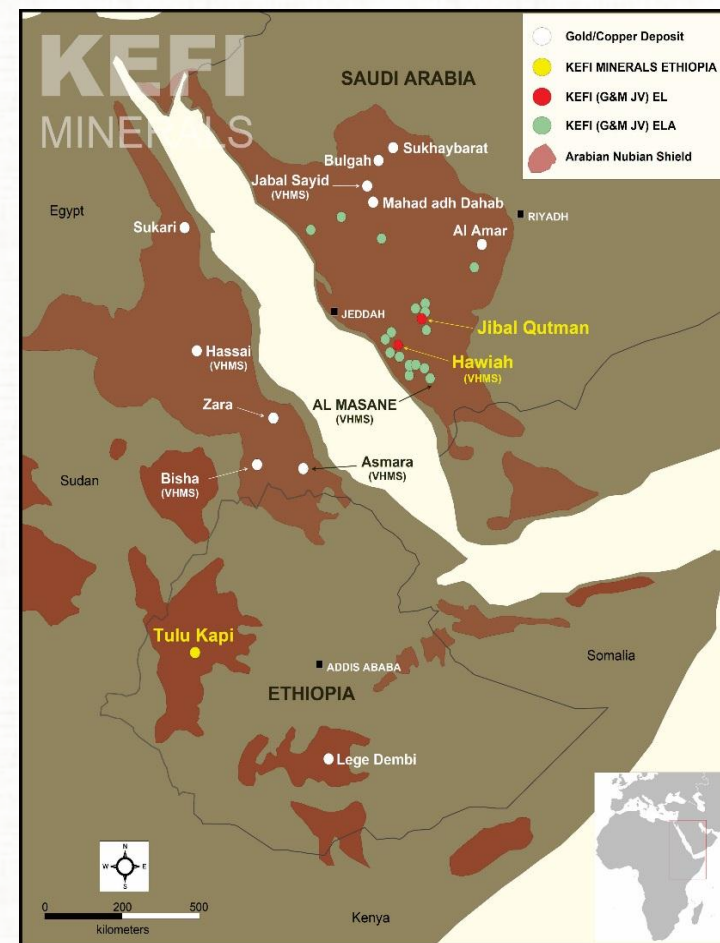 KEFI
MINERALS
SAUDI ARABIA
Gold/Copper Deposit
KEFI MINERALS ETHIOPIA
KEFI (G&M JV) EL
KEFI (G&M JV) ELA
Arabian Nubian Shield
Sukhaybarat
Bulgah
Jabal Sayid
(VHMS)
Mahad adh Dahab
Egypt
RIYADH
Sukari
Al Amar
JEDDAH
Jibal Qutman
Hassai
(VHMS)
Hawiah
(VHMS)
Zara
AL MASANE
(VHMS)
Asmara
(VHMS)
Bisha
(VHMS)
Sudan
Tulu Kapi
Somalia
ADDIS ABABA
ETHIOPIA
Lege Dembi
N
W E
S
0 200 500
kilometers
Kenya